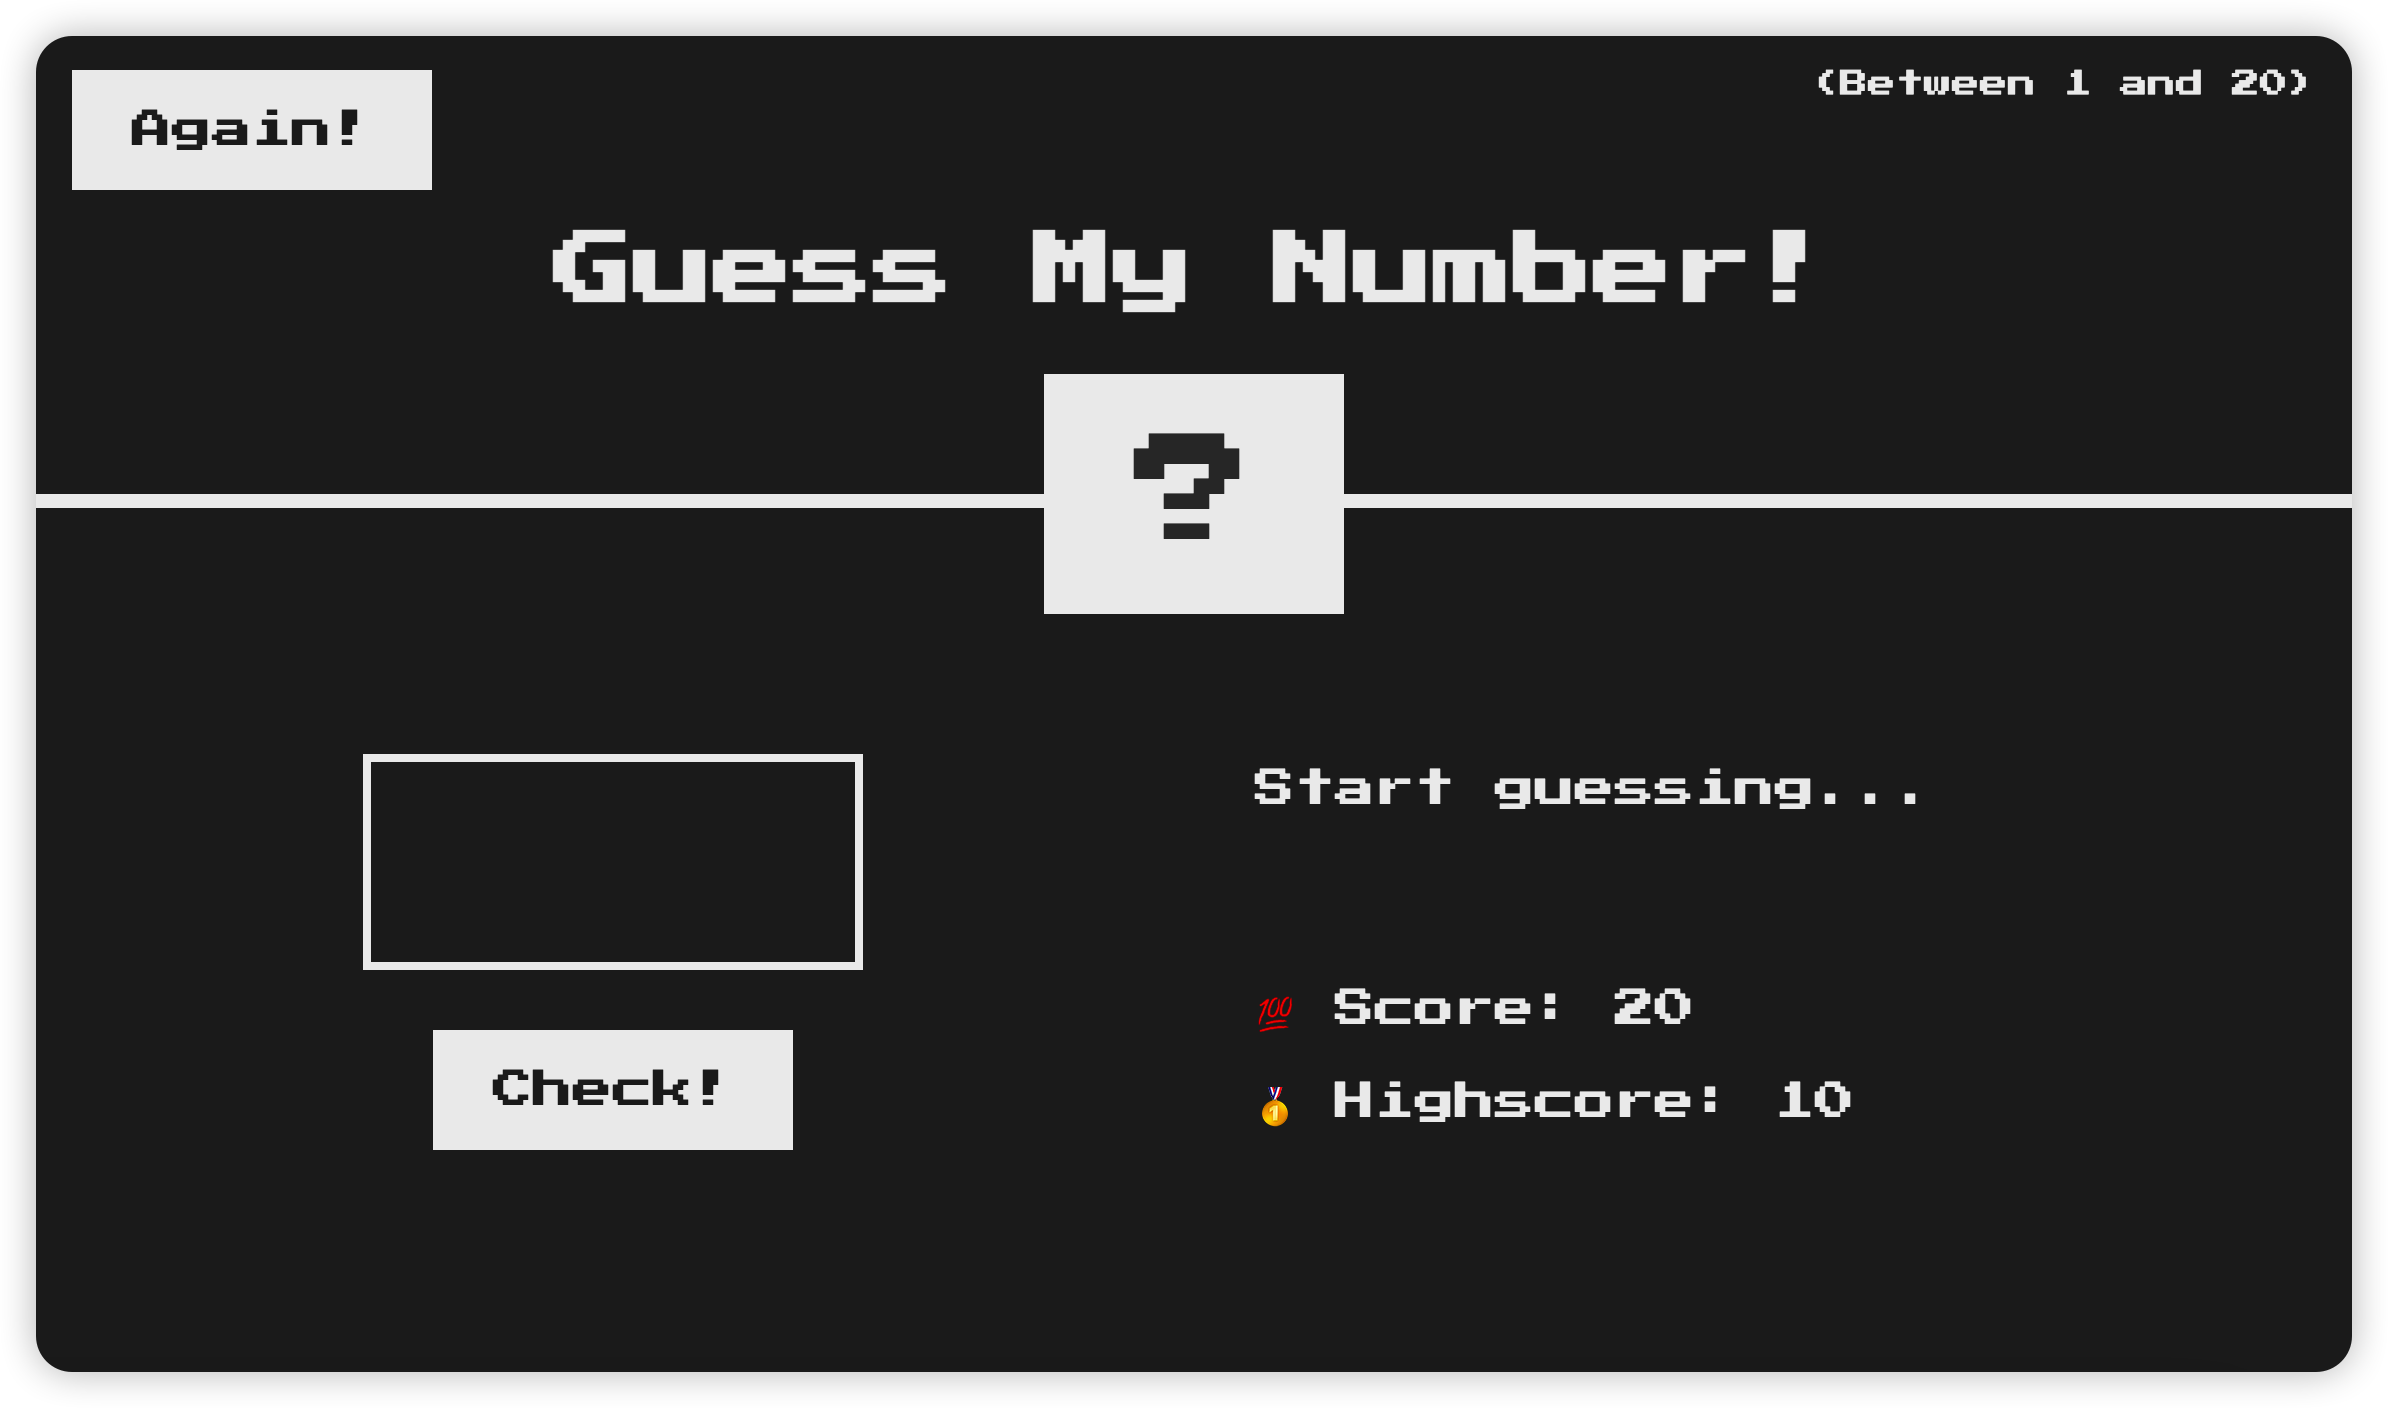 Again!
(Between 1 and 20)
Guess My Number!
?
Start guessing...
💯 Score: 20
🥇 Highscore: 10
Check!